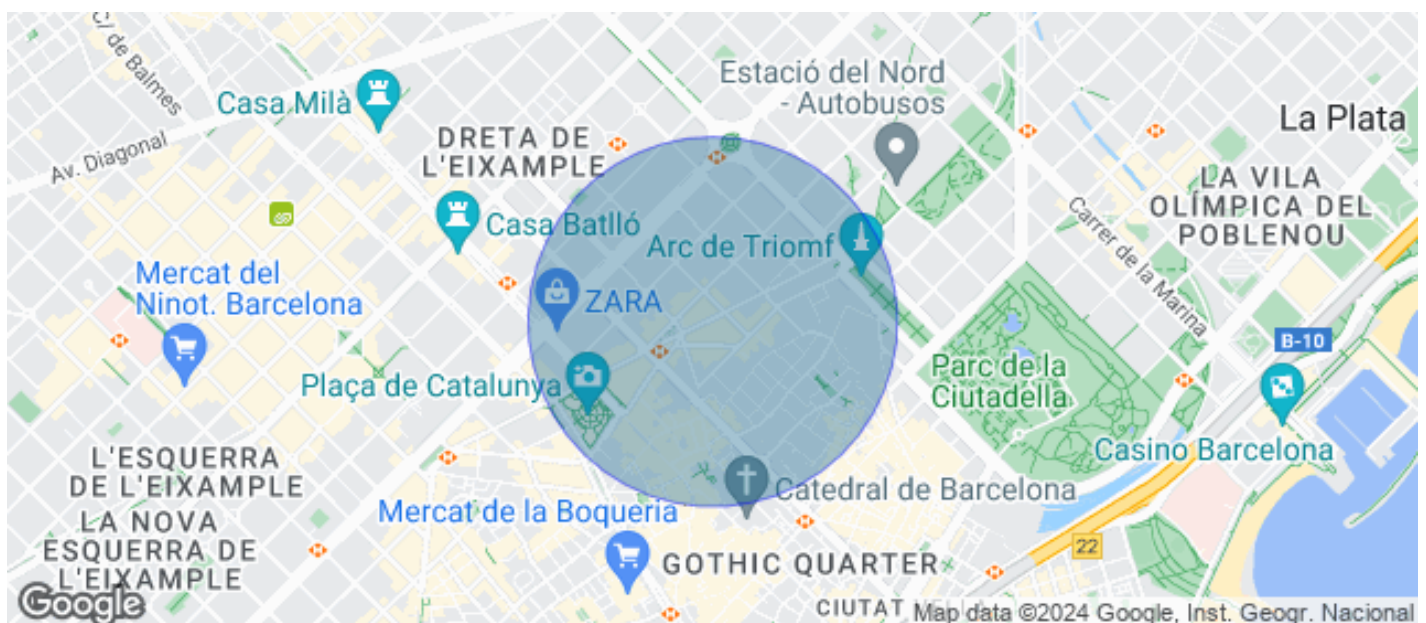 C/ de Balmes
Casa Milà
Av. Diagonal
DRETA DE
L'EIXAMPLE
Estació del Nord
- Autobusos
La Plata
LA VILA
OLÍMPICA DEL
POBLENOU
Carrer de la Marina
Casa Batlló
Arc de Triomf
Mercat del
Ninot. Barcelona
ZARA
B-10
Plaça de Catalunya
Parc de la
Ciutadella
Casino Barcelona
L'ESQUERRA
DE L'EIXAMPLE
Catedral de Barcelona
Mercat de la Boqueria
LA NOVA
ESQUERRA DE
L'EIXAMPLE
22
GOTHIC QUARTER
Google
CIUTAT
Map data ©2024 Google, Inst. Geogr. Nacional